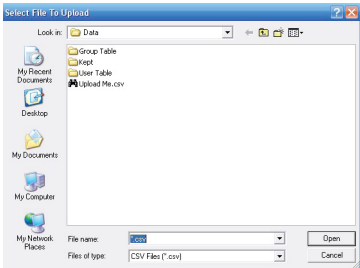 Select File To Upload
Look in: Data
Group Table
Kept
User Table
Upload Me.csv
My Recent
Documents
Desktop
My Documents
My Computer
My Network
Places
File name: *.csv
Open
Files of type: CSV Files (*.csv)
Cancel